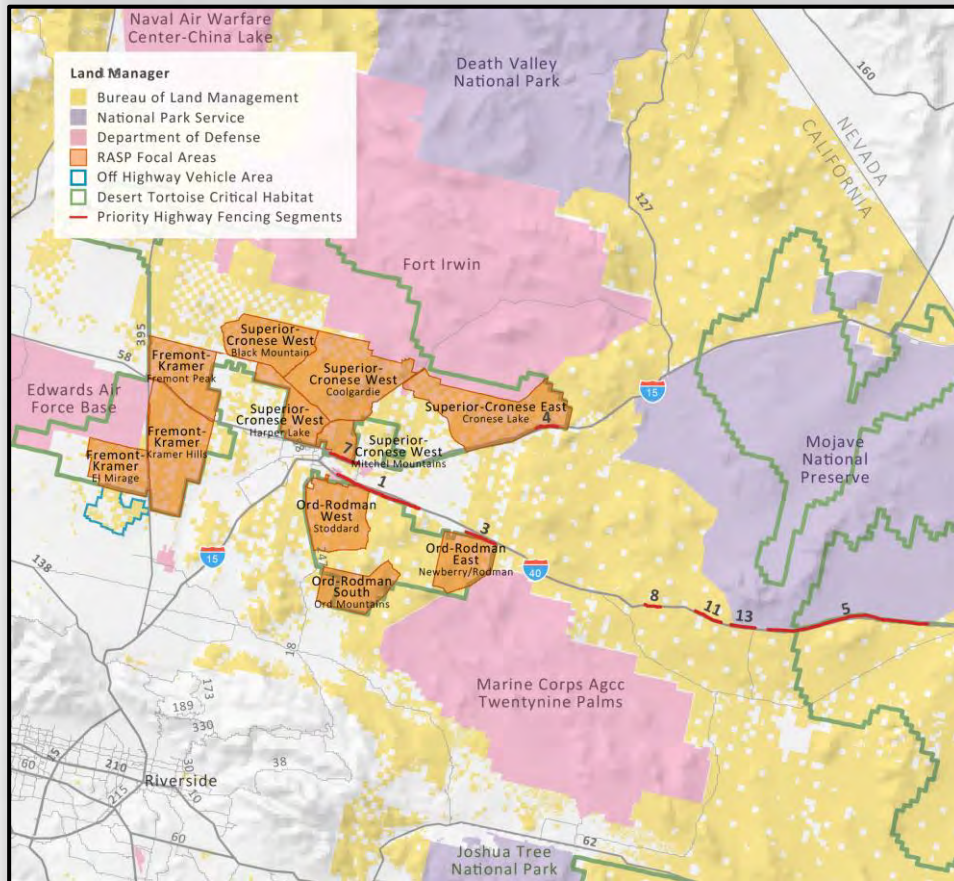 Naval Air Warfare
Center-China Lake
Death Valley
National Park
160
NEVADA
CALIFORNIA
Land Manager
Bureau of Land Management
National Park Service
Department of Defense
RASP Focal Areas
Off Highway Vehicle Area
Desert Tortoise Critical Habitat
Priority Highway Fencing Segments
127
Fort Irwin
395
58
Superior-
Cronese West
Black Mountain
Fremont-
Kramer
Fremont Peak
Superior-
Cronese West
Coolgardie
Edwards Air
Force Base
Superior-Cronese East
Cronese Lake
4
15
Superior-
Cronese West
Harper Lake
Fremont-
Kramer
Kramer Hills
7
Superior-
Cronese West
Mitchel Mountains
Mojave
National
Preserve
Fremont-
Kramer
El Mirage
1
Ord-Rodman
West
Stoddard
3
Ord-Rodman
East
Newberry/Rodman
15
40
138
Ord-Rodman
South
Ord Mountains
8
11
13
5
18
173
189
330
30
38
Marine Corps Agcc
Twentynine Palms
15
210
60
215
10
Riverside
60
62
Joshua Tree
National Park